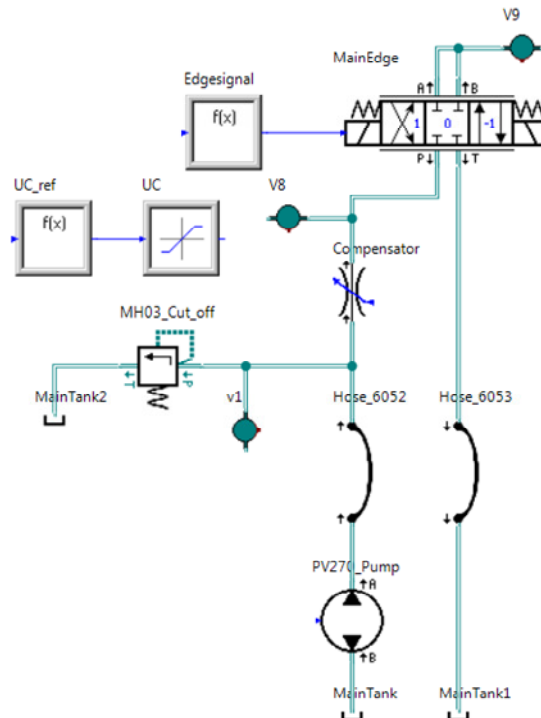 V9
MainEdge
A B
Edgesignal
f(x)
1 0 -1
P T
UC_ref
UC
V8
f(x)
Compensator
MH03_Cut_off
T P
MainTank2
v1
Hose_6052
Hose_6053
PV270_Pump
A
B
MainTank
MainTank1